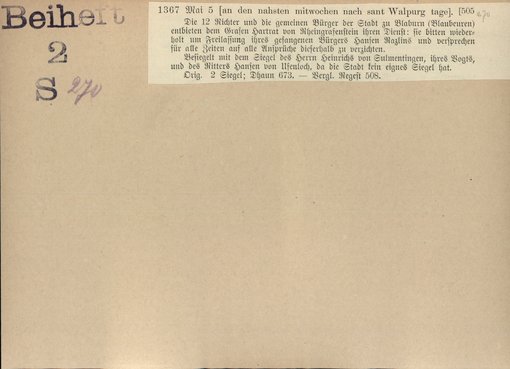 Beiheft
2
S 270
1367 Mai 5 [an den nahsten mitwochen nach sant Walpurg tage]. [505
Die 12 Richter und die gemeinen Bürger der Stadt zu Blaburn (Blaubeuren)
entbieten dem Grafen Hartrat von Rheingrafenstein ihren Dienst: sie bitten wieder-
holt um Freilassung ihres gefangenen Bürgers Hansen Razlins und versprechen
für alle Zeiten auf alle Ansprüche dieserhalb zu verzichten.
Besiegelt mit dem Siegel des Herrn Heinrichs von Sulmentingen, ihres Vogts,
und des Ritters Hansen von Usenloch, da die Stadt kein eignes Siegel hat.
Orig. 2 Siegel; Dhaun 673. — Vergl. Regest 508.